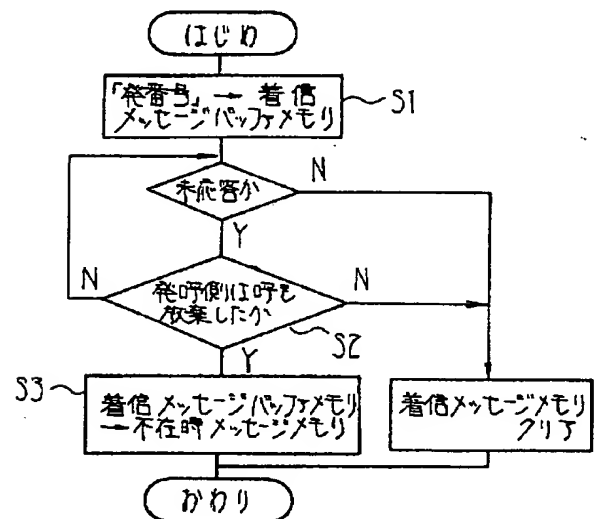 はじめ
「発番号」→ 着信
メッセージバッファメモリ
S1
未応答か
N
Y
N
発呼側は呼を
放棄したか
N
S2
Y
S3
着信メッセージバッファメモリ
→不在時メッセージメモリ
着信メッセージメモリ
クリア
おわり